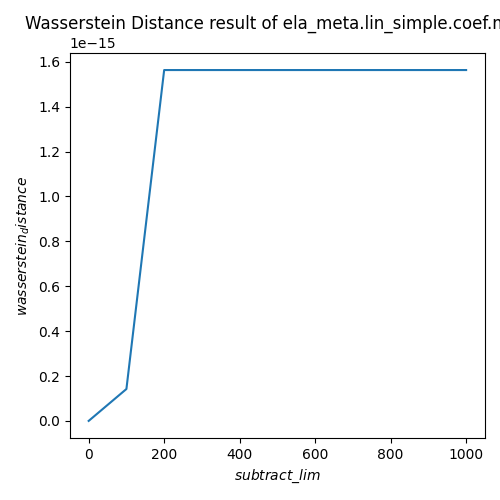 Wasserstein Distance result of ela_meta.lin_simple.coef.m
1e−15
1.6
1.4
1.2
1.0
0.8
0.6
0.4
0.2
0.0
wasserstein_distance
0 200 400 600 800 1000
subtract_lim